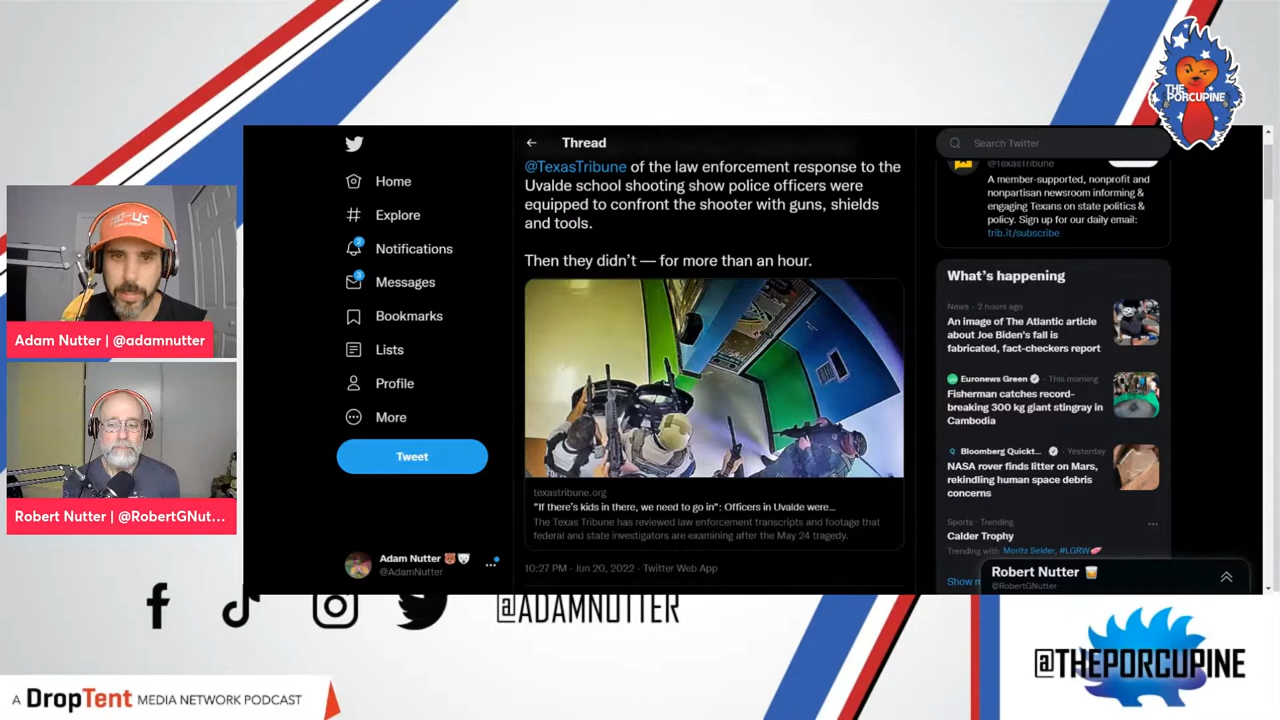 THE
PORCUPINE
Thread
Search Twitter
Home
Explore
2
Notifications
3
Messages
Bookmarks
Lists
Profile
More
Tweet
Adam Nutter
@AdamNutter
@TexasTribune of the law enforcement response to the
Uvalde school shooting show police officers were
equipped to confront the shooter with guns, shields
and tools.
Then they didn't — for more than an hour.
texastribune.org
"If there's kids in there, we need to go in": Officers in Uvalde were...
The Texas Tribune has reviewed law enforcement transcripts and footage that
federal and state investigators are examining after the May 24 tragedy.
10:27 PM · Jun 20, 2022 · Twitter Web App
@TexasTribune
A member-supported, nonprofit and
nonpartisan newsroom informing &
engaging Texans on state politics &
policy. Sign up for our daily email:
trib.it/subscribe
What's happening
News · 2 hours ago
An image of The Atlantic article
about Joe Biden's fall is
fabricated, fact-checkers report
Euronews Green · This morning
Fisherman catches record-
breaking 300 kg giant stingray in
Cambodia
Bloomberg Quickt... · Yesterday
NASA rover finds litter on Mars,
rekindling human space debris
concerns
Sports · Trending
Calder Trophy
Trending with Moritz Seider, #LGRW
Show m
Robert Nutter
@RobertGNutter
Adam Nutter | @adamnutter
Robert Nutter | @RobertGNut...
@ADAMNUTTER
@THEPORCUPINE
A DropTent MEDIA NETWORK PODCAST